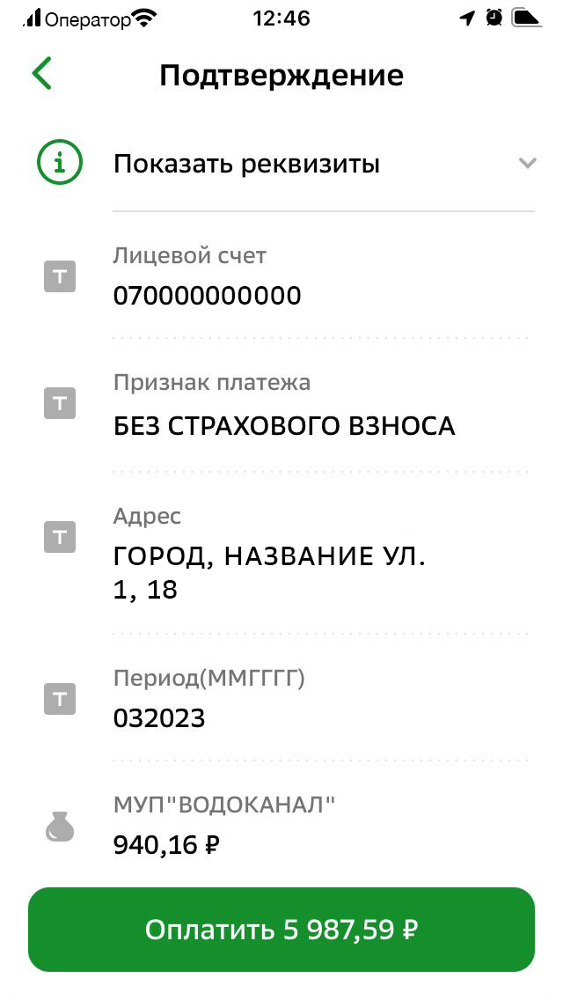 Оператор 12:46
Подтверждение
i Показать реквизиты
Т Лицевой счет
070000000000
Т Признак платежа
БЕЗ СТРАХОВОГО ВЗНОСА
Т Адрес
ГОРОД, НАЗВАНИЕ УЛ.
1, 18
Т Период(ММГГГГ)
032023
МУП"ВОДОКАНАЛ"
940,16 ₽
Оплатить 5 987,59 ₽